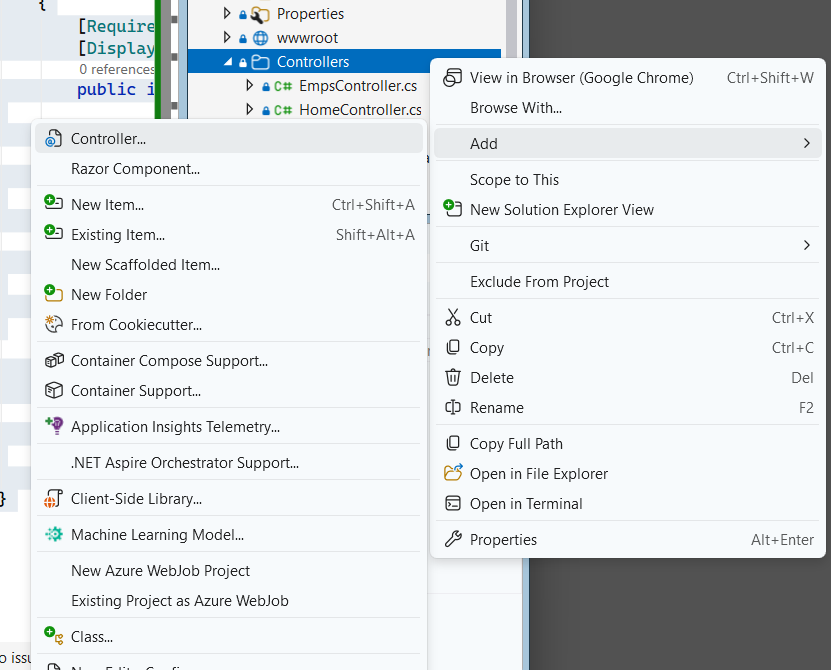 {
[Require
[Display
0 references
public i
}
Properties
wwwroot
Controllers
C# EmpsController.cs
C# HomeController.cs
Controller...
Razor Component...
New Item... Ctrl+Shift+A
Existing Item... Shift+Alt+A
New Scaffolded Item...
New Folder
From Cookiecutter...
Container Compose Support...
Container Support...
Application Insights Telemetry...
.NET Aspire Orchestrator Support...
Client-Side Library...
Machine Learning Model...
New Azure WebJob Project
Existing Project as Azure WebJob
Class...
View in Browser (Google Chrome) Ctrl+Shift+W
Browse With...
Add
Scope to This
New Solution Explorer View
Git
Exclude From Project
Cut Ctrl+X
Copy Ctrl+C
Delete Del
Rename F2
Copy Full Path
Open in File Explorer
Open in Terminal
Properties Alt+Enter